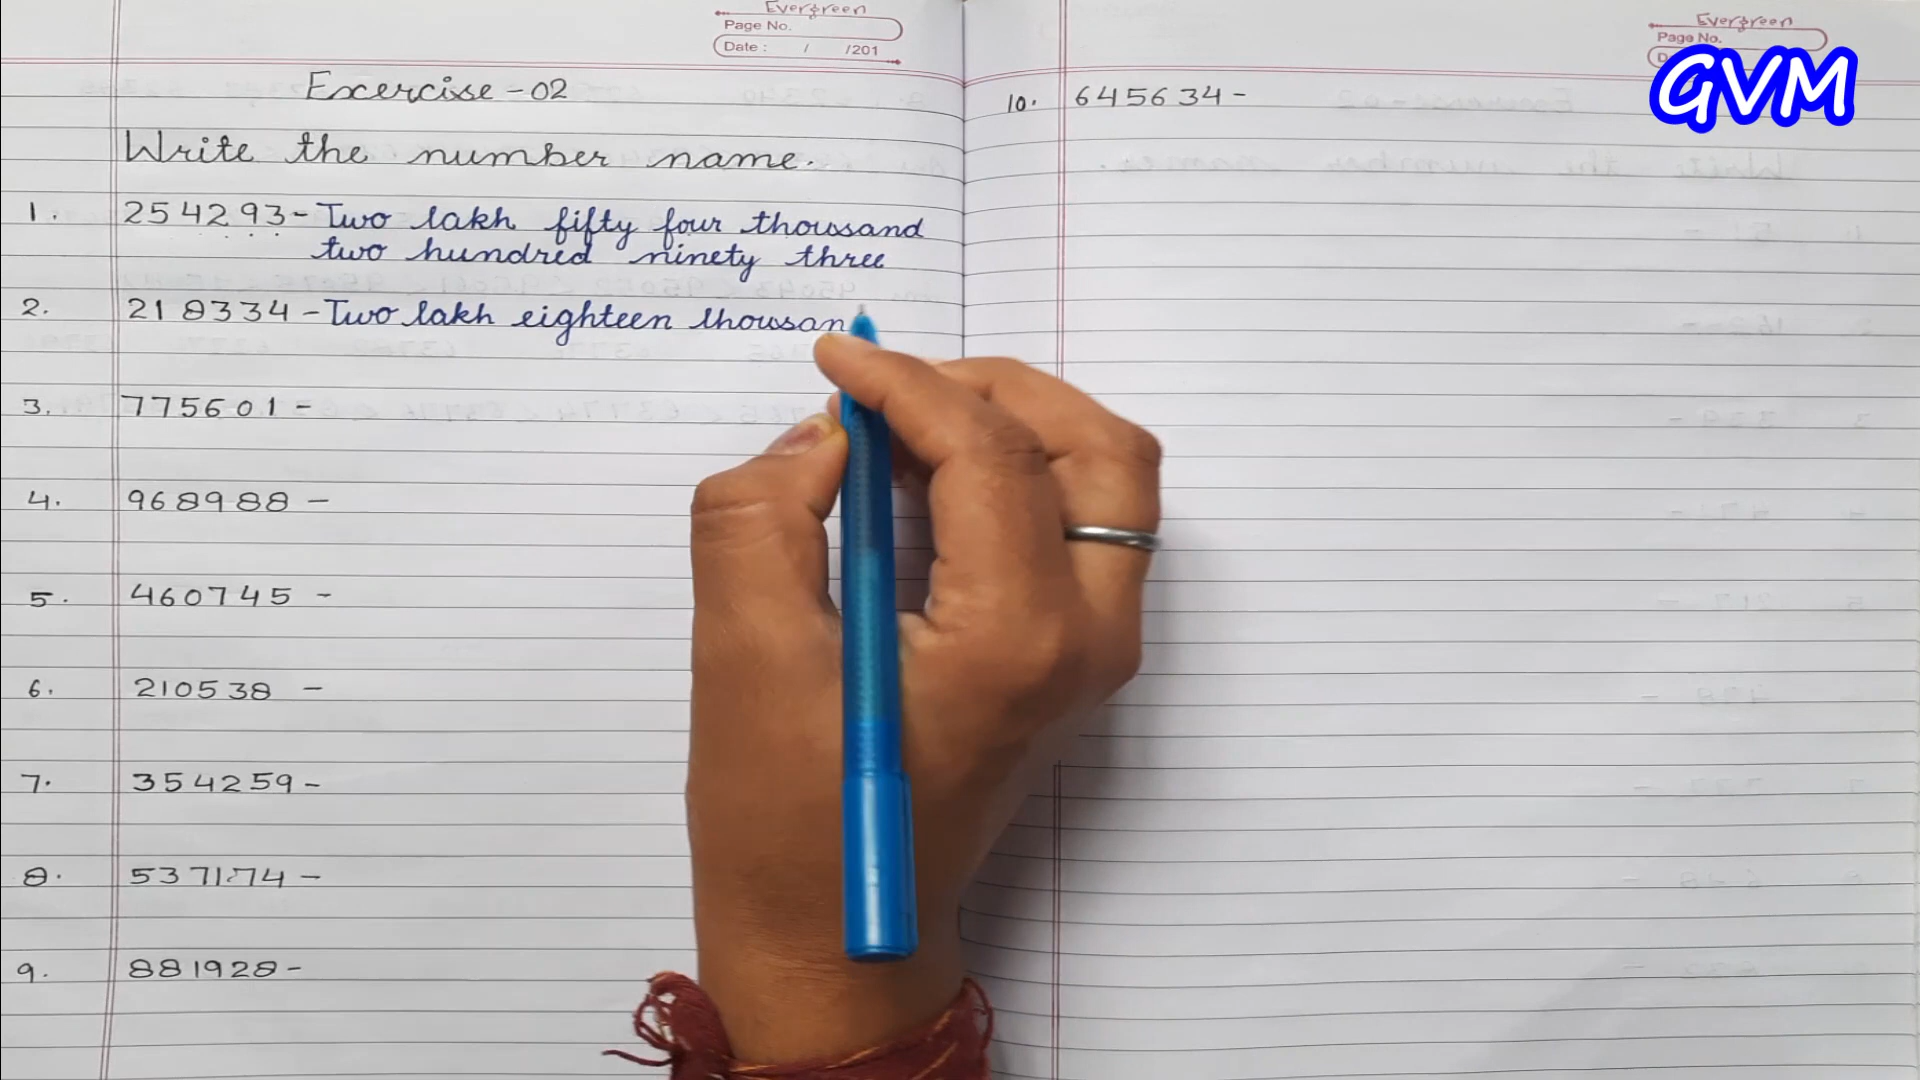 Evergreen
Page No.
Date : / /201
Excercise - 02
Write the number name.
1. 254293 - Two lakh fifty four thousand
two hundred ninety three
2. 218334 - Two lakh eighteen thousan
3. 775601 -
4. 968988 -
5. 460745 -
6. 210538 -
7. 354259 -
8. 537174 -
9. 881928 -
Evergreen
Page No.
GVM
10. 645634 -